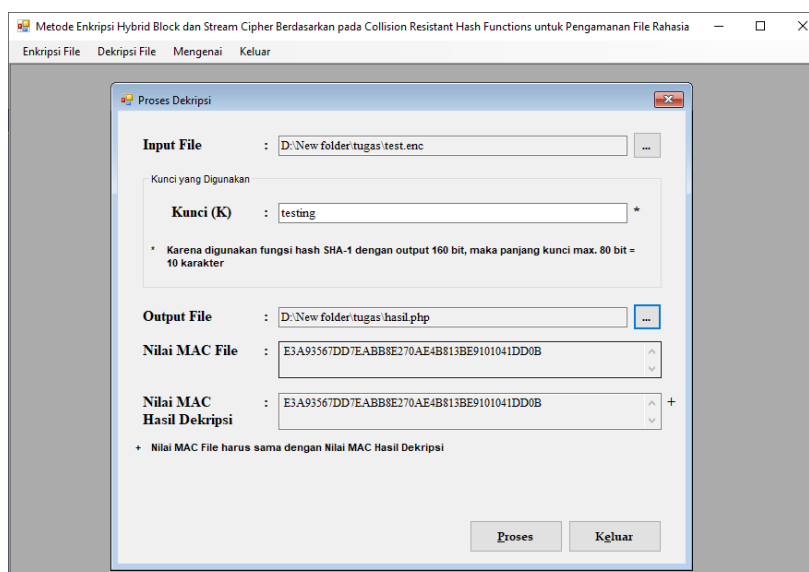 Metode Enkripsi Hybrid Block dan Stream Cipher Berdasarkan pada Collision Resistant Hash Functions untuk Pengamanan File Rahasia
Enkripsi File Dekripsi File Mengenai Keluar
Proses Dekripsi
Input File : D:\New folder\tugas\test.enc ...
Kunci yang Digunakan
Kunci (K) : testing *
* Karena digunakan fungsi hash SHA-1 dengan output 160 bit, maka panjang kunci max. 80 bit =
10 karakter
Output File : D:\New folder\tugas\hasil.php ...
Nilai MAC File : E3A93567DD7EABB8E270AE4B813BE9101041DD0B
Nilai MAC : E3A93567DD7EABB8E270AE4B813BE9101041DD0B +
Hasil Dekripsi
+ Nilai MAC File harus sama dengan Nilai MAC Hasil Dekripsi
Proses Keluar